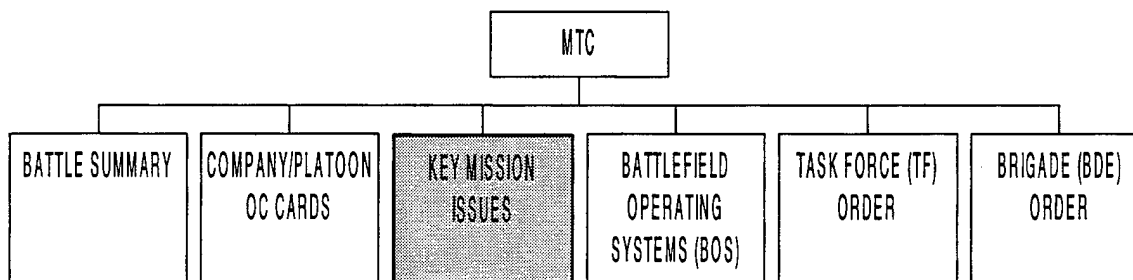 MTC
BATTLE SUMMARY
COMPANY/PLATOON
OC CARDS
KEY MISSION
ISSUES
BATTLEFIELD
OPERATING
SYSTEMS (BOS)
TASK FORCE (TF)
ORDER
BRIGADE (BDE)
ORDER